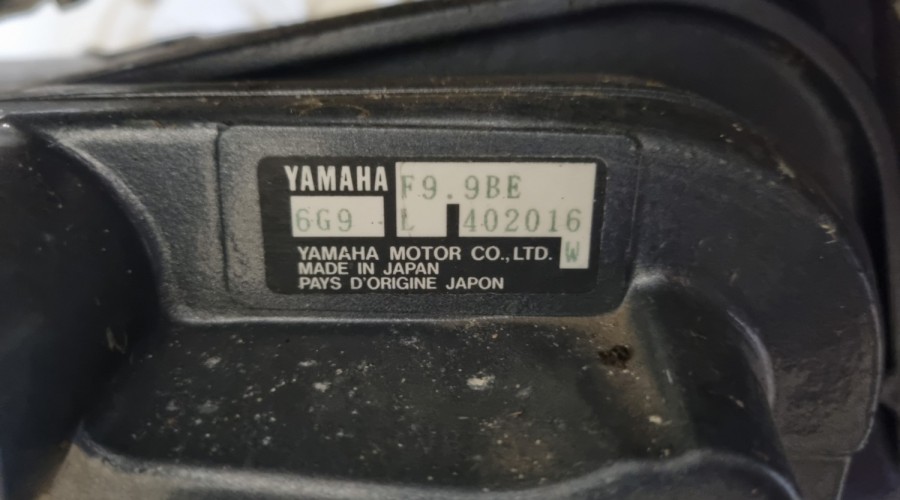 YAMAHA F9.9BE
6G9 L 402016
W
YAMAHA MOTOR CO., LTD.
MADE IN JAPAN
PAYS D'ORIGINE JAPON